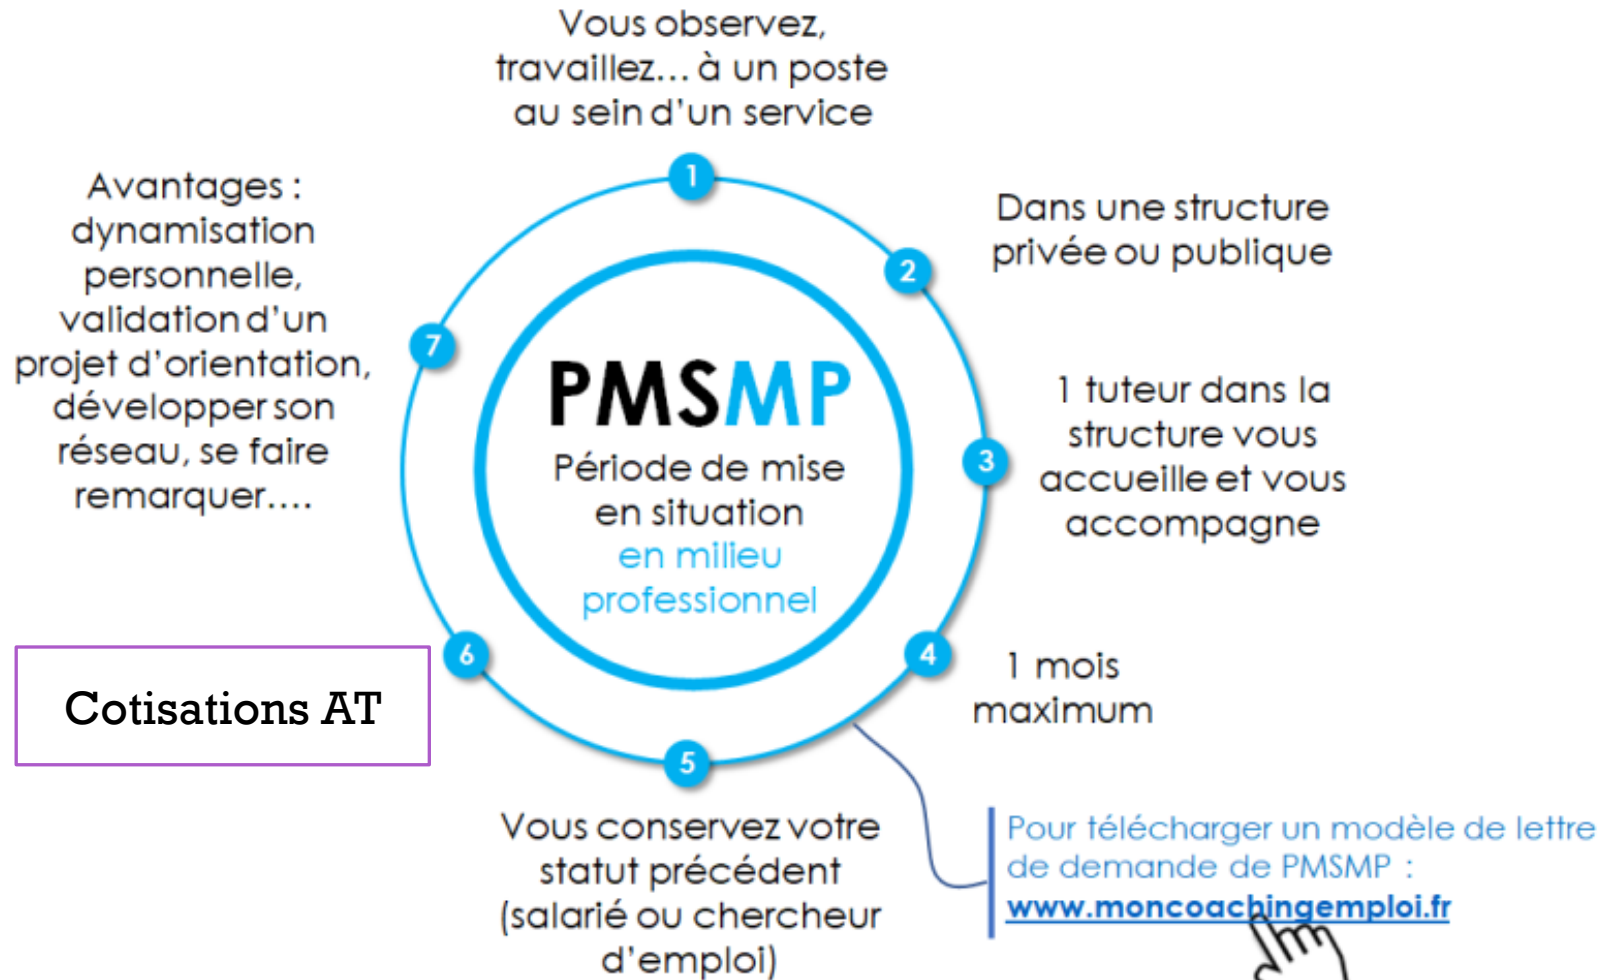 Vous observez,
travaillez... à un poste
au sein d'un service
1
Dans une structure
privée ou publique
2
1 tuteur dans la
structure vous
accueille et vous
accompagne
3
1 mois
maximum
4
Pour télécharger un modèle de lettre
de demande de PMSMP :
www.moncoachingemploi.fr
5
Vous conservez votre
statut précédent
(salarié ou chercheur
d'emploi)
6
Cotisations AT
7
Avantages :
dynamisation
personnelle,
validation d'un
projet d'orientation,
développer son
réseau, se faire
remarquer....
PMSMP
Période de mise
en situation
en milieu
professionnel